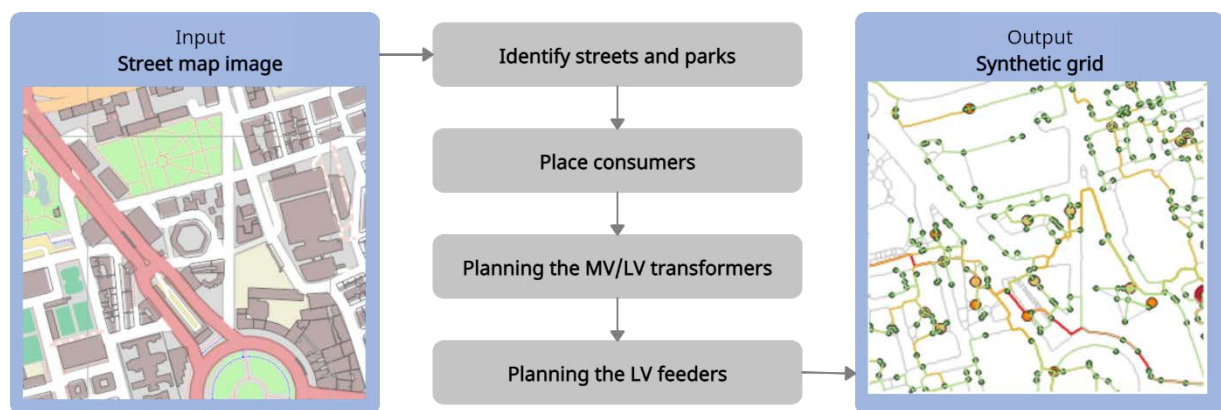 Input
Street map image
Identify streets and parks
Place consumers
Planning the MV/LV transformers
Planning the LV feeders
Output
Synthetic grid